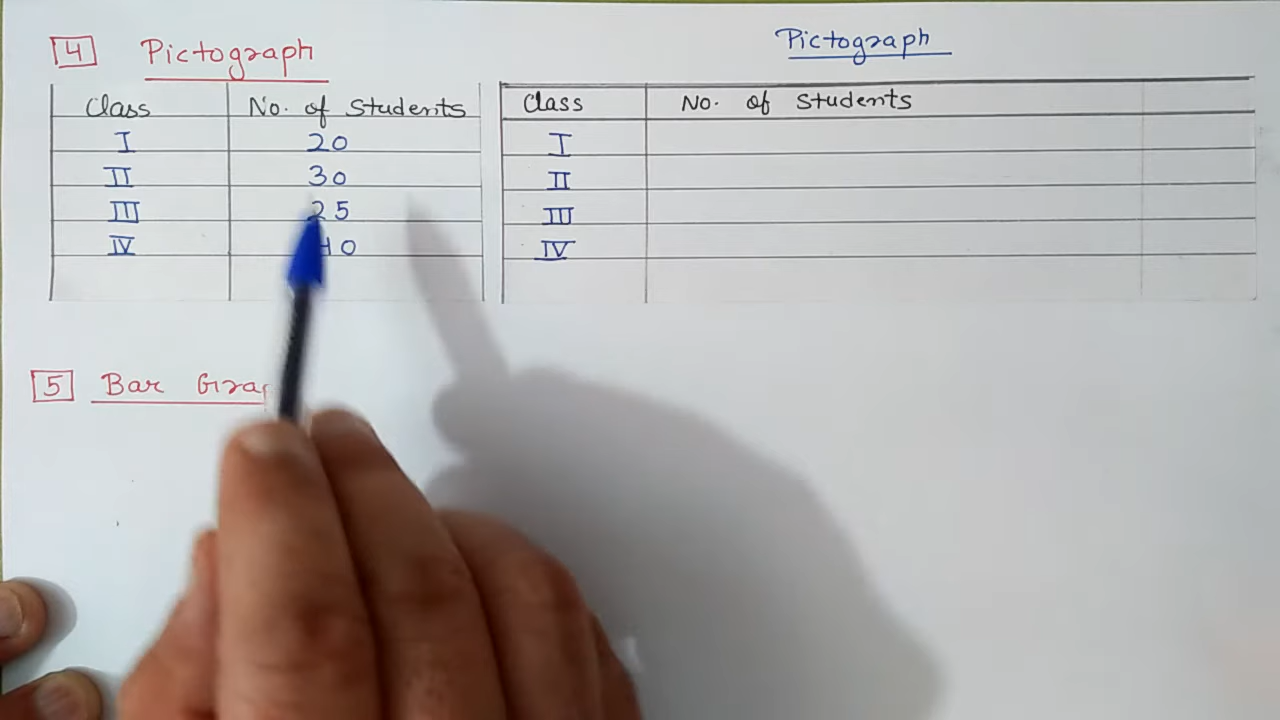 4 Pictograph
Class No. of Students
I 20
II 30
III 25
IV 40
Pictograph
Class No. of Students
I
II
III
IV
5 Bar